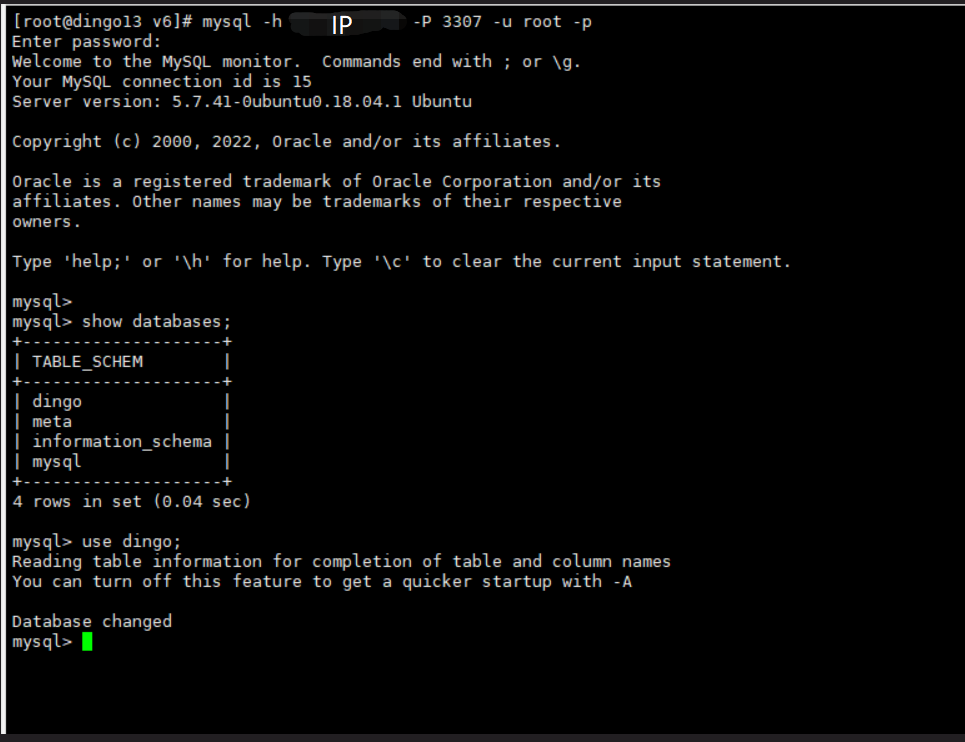 [root@dingo13 v6]# mysql -h IP -P 3307 -u root -p
Enter password:
Welcome to the MySQL monitor.  Commands end with ; or \g.
Your MySQL connection id is 15
Server version: 5.7.41-0ubuntu0.18.04.1 Ubuntu

Copyright (c) 2000, 2022, Oracle and/or its affiliates.

Oracle is a registered trademark of Oracle Corporation and/or its
affiliates. Other names may be trademarks of their respective
owners.

Type 'help;' or '\h' for help. Type '\c' to clear the current input statement.

mysql>
mysql> show databases;
+--------------------+
| TABLE_SCHEM        |
+--------------------+
| dingo              |
| meta               |
| information_schema |
| mysql              |
+--------------------+
4 rows in set (0.04 sec)

mysql> use dingo;
Reading table information for completion of table and column names
You can turn off this feature to get a quicker startup with -A

Database changed
mysql>